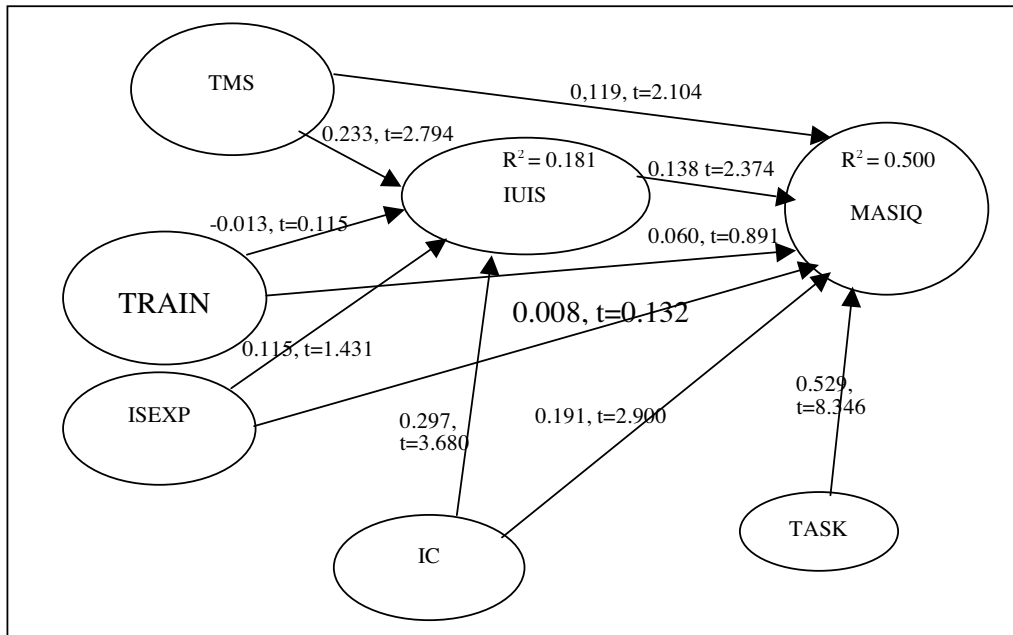 TMS
0,119, t=2.104
0.233, t=2.794
R² = 0.181
IUIS
0.138 t=2.374
R² = 0.500
MASIQ
-0.013, t=0.115
0.060, t=0.891
TRAIN
0.008, t=0.132
0.115, t=1.431
ISEXP
0.297,
t=3.680
0.191, t=2.900
0.529,
t=8.346
IC
TASK